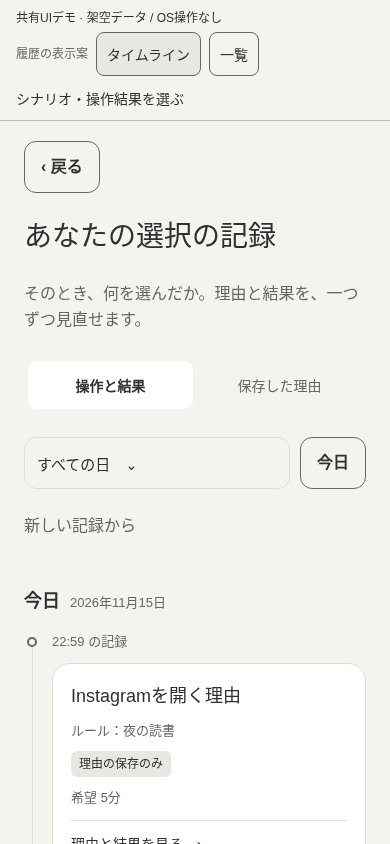 共有UIデモ · 架空データ / OS操作なし
履歴の表示案 タイムライン 一覧
シナリオ・操作結果を選ぶ
‹ 戻る
あなたの選択の記録
そのとき、何を選んだか。理由と結果を、一つ
ずつ見直せます。
操作と結果 保存した理由
すべての日 今日
新しい記録から
今日 2026年11月15日
22:59 の記録
Instagramを開く理由
ルール：夜の読書
理由の保存のみ
希望 5分
理由と結果を見る →